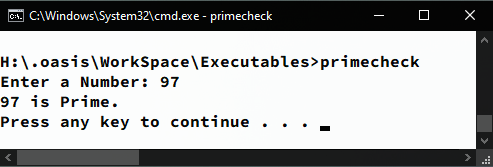 C:\Windows\System32\cmd.exe - primecheck
H:\.oasis\WorkSpace\Executables>primecheck
Enter a Number: 97
97 is Prime.
Press any key to continue . . .